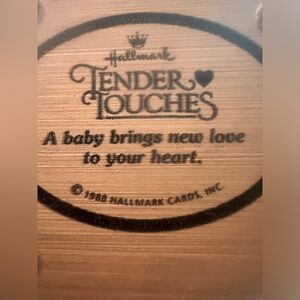 Hallmark
TENDER
TOUCHES
A baby brings new love
to your heart.
© 1988 HALLMARK CARDS, INC.